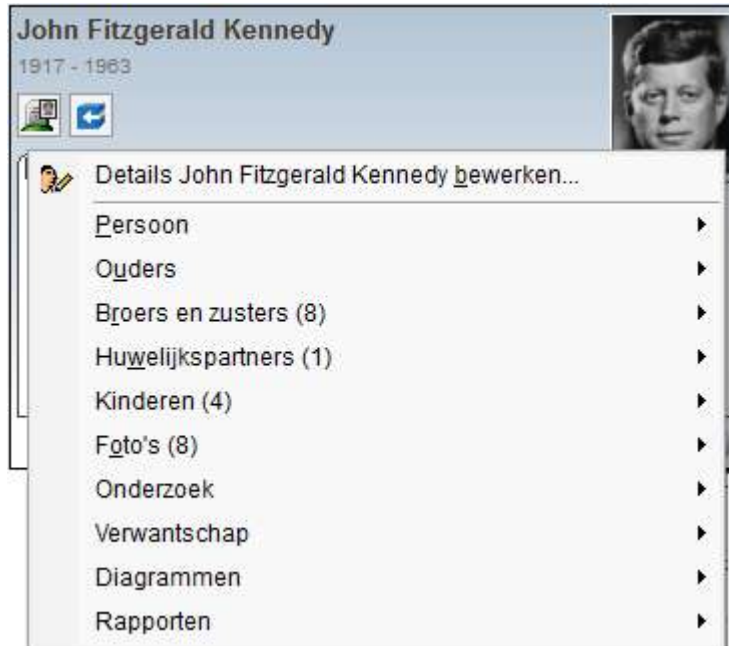 John Fitzgerald Kennedy
1917 - 1963
Details John Fitzgerald Kennedy bewerken...
Persoon
Ouders
Broers en zusters (8)
Huwelijkspartners (1)
Kinderen (4)
Foto's (8)
Onderzoek
Verwantschap
Diagrammen
Rapporten